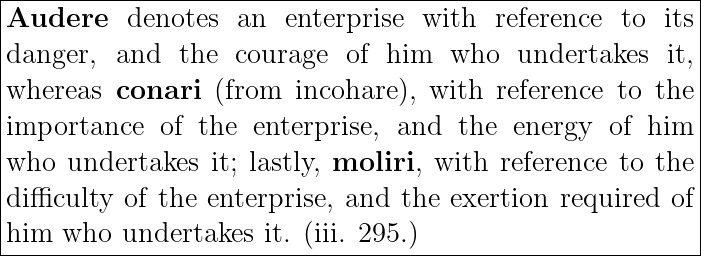 Audere denotes an enterprise with reference to its
danger, and the courage of him who undertakes it,
whereas conari (from incohare), with reference to the
importance of the enterprise, and the energy of him
who undertakes it; lastly, moliri, with reference to the
difficulty of the enterprise, and the exertion required of
him who undertakes it. (iii. 295.)